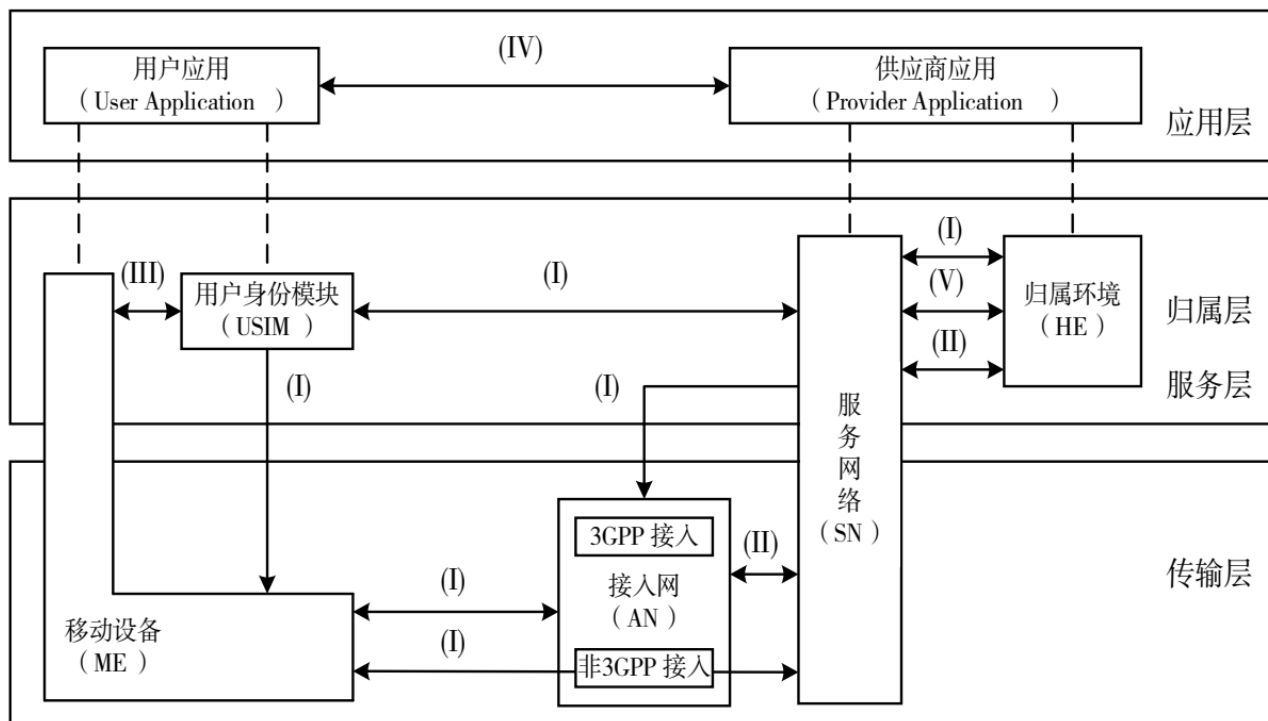 (IV)
用户应用
（User Application ）
供应商应用
（Provider Application ）
应用层
(III)
用户身份模块
（USIM ）
(I)
(I)
(V)
(II)
归属环境
（HE ）
归属层
服务层
(I)
(I)
服
务
网
络
（SN ）
3GPP 接入
接入网
（AN ）
非3GPP 接入
(II)
(I)
(I)
移动设备
（ME ）
传输层